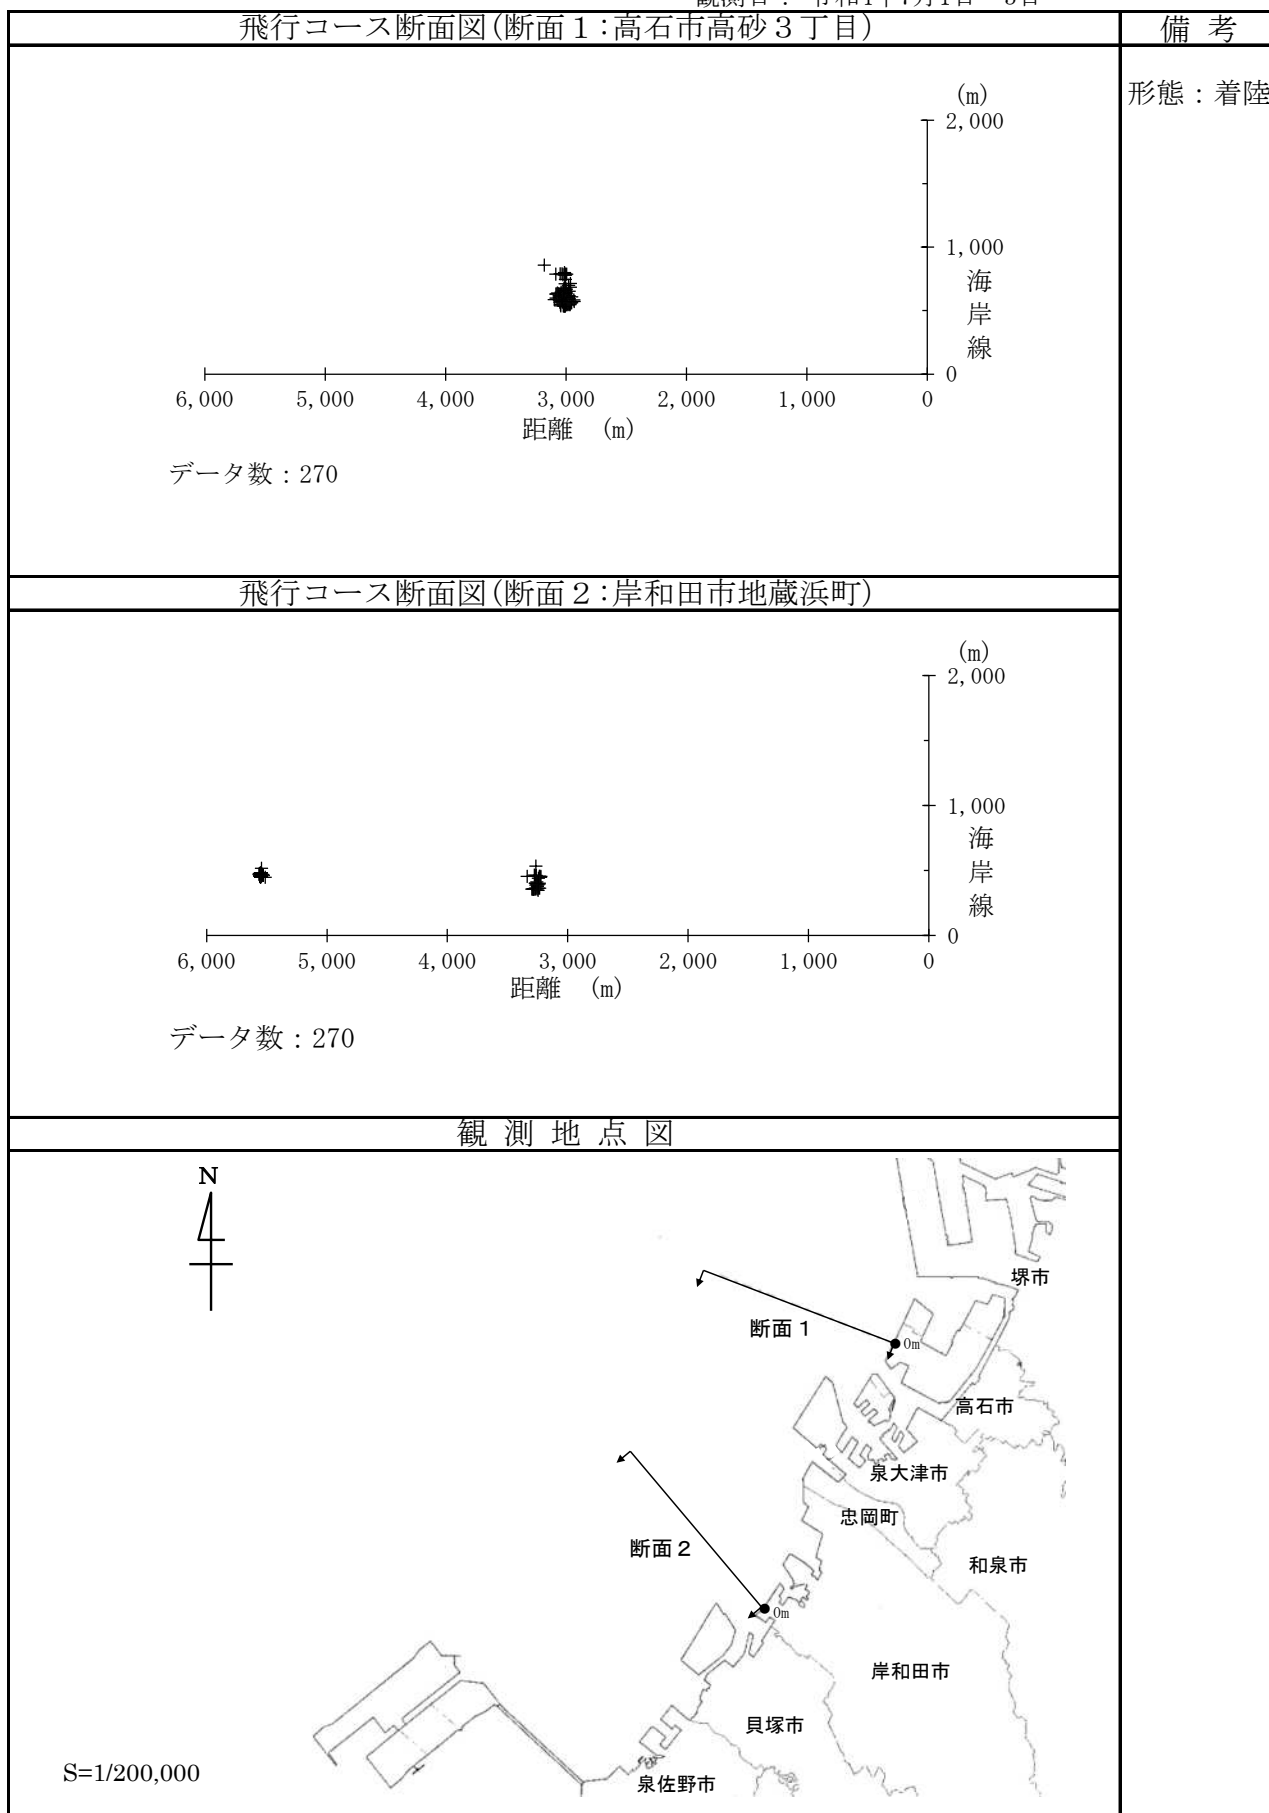 飛行コース断面図(断面１:高石市高砂３丁目)
備 考
形態：着陸
(m)
2,000
1,000
海岸線
0
6,000 5,000 4,000 3,000 2,000 1,000 0
距離 (m)
データ数：270
飛行コース断面図(断面２:岸和田市地蔵浜町)
(m)
2,000
1,000
海岸線
0
6,000 5,000 4,000 3,000 2,000 1,000 0
距離 (m)
データ数：270
観 測 地 点 図
N
堺市
断面１
0m
高石市
泉大津市
忠岡町
断面２
和泉市
0m
岸和田市
貝塚市
S=1/200,000
泉佐野市